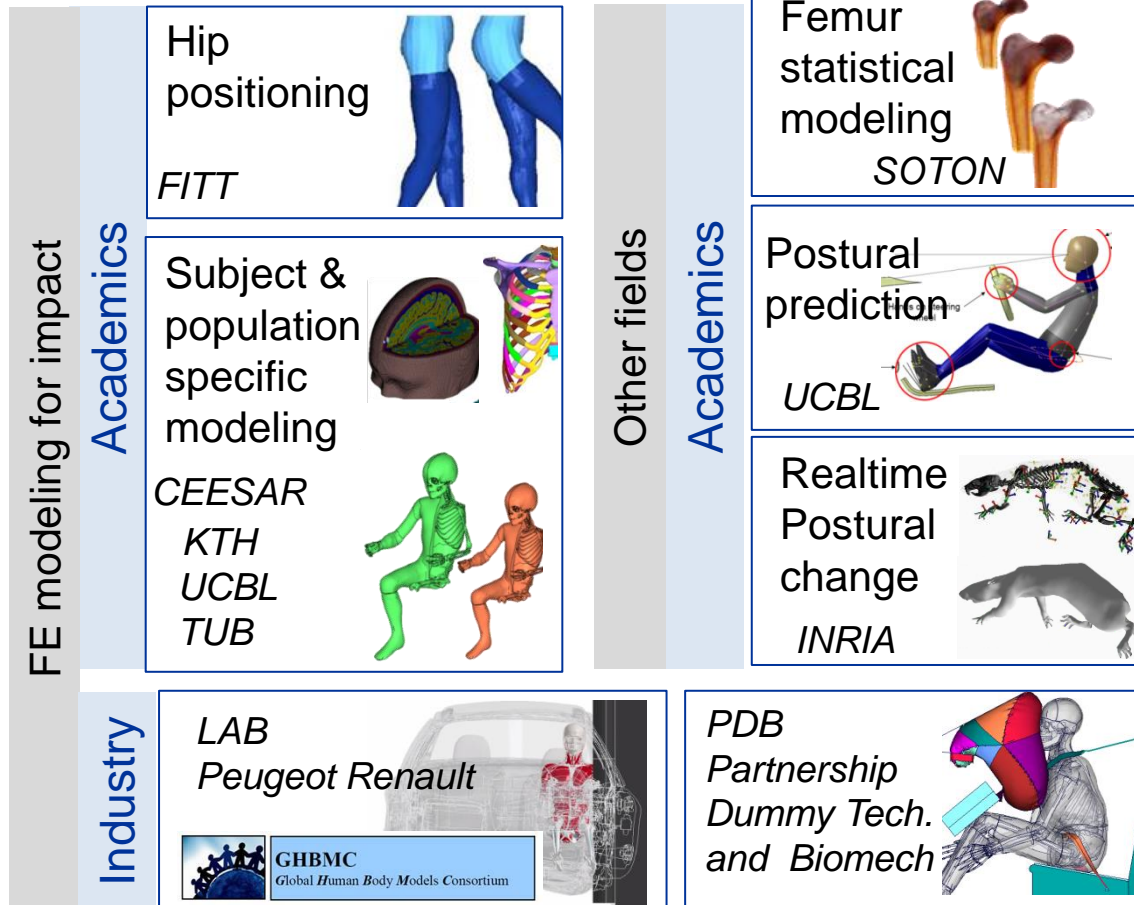 FE modeling for impact
Academics
Hip
positioning
FITT
Subject &
population
specific
modeling
CEESAR
KTH
UCBL
TUB
Other fields
Academics
Femur
statistical
modeling
SOTON
Postural
prediction
wheel
UCBL
Realtime
Postural
change
INRIA
Industry
LAB
Peugeot Renault
GHBMC
Global Human Body Models Consortium
PDB
Partnership
Dummy Tech.
and Biomech